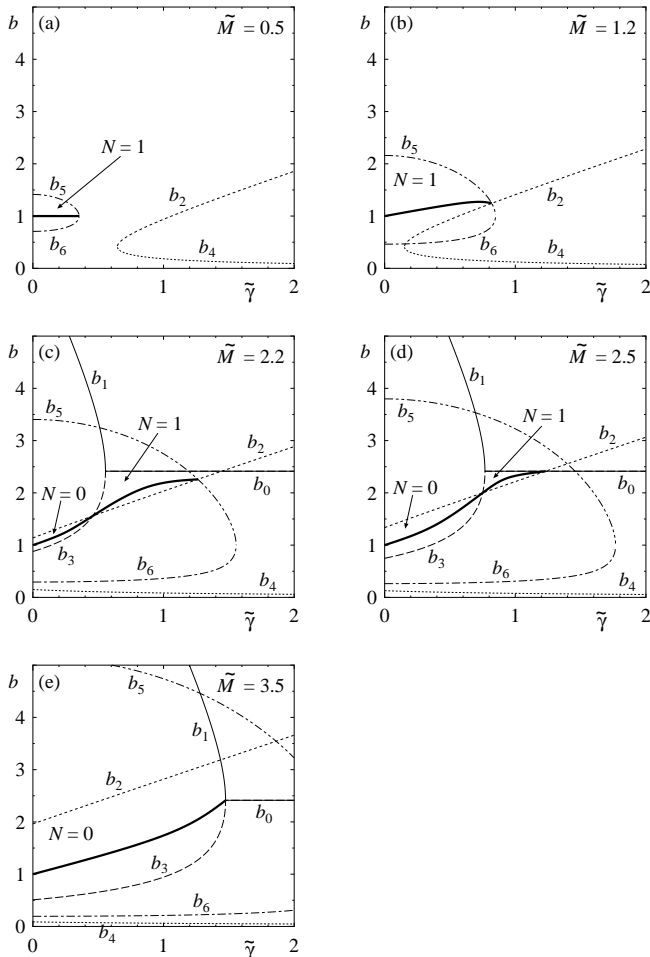 b (a) M̃ = 0.5
5
4
3
N = 1
2
b₅
b₂
1
b₆
b₄
0
0 1 γ̃ 2
b (b) M̃ = 1.2
5
4
3
b₅
2
N = 1
b₂
1
b₆
b₄
0
0 1 γ̃ 2
b (c) M̃ = 2.2
5
4
b₁
b₅
N = 1
3
b₂
2
N = 0
b₀
1
b₃
b₆
b₄
0
0 1 γ̃ 2
b (d) M̃ = 2.5
5
4
b₁
b₅
N = 1
3
b₂
N = 0
b₀
2
1
b₃
b₆
b₄
0
0 1 γ̃ 2
b (e) M̃ = 3.5
b₅
4
b₁
3
b₂
b₀
2
N = 0
b₃
1
b₆
b₄
0
0 1 γ̃ 2